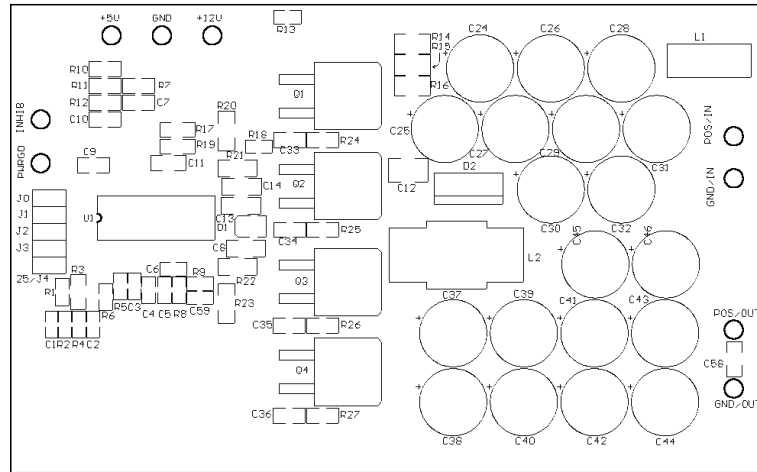 +5V GND +12V
R13
R14
R15
R16
C24 C26 C28
L1
R10
R11 R7
R12 C7
C10
INHIB
PWRGD
C9
R17
R19
C11
R20
R18
R21
C14
C13
D1
C8
R22
R23
U1
J0
J1
J2
J3
25/J4
Q1
C33 R24
Q2
C34 R25
Q3
C35 R26
Q4
C36 R27
C25 C27 C29 C31
C12
D2
C30 C32
POS/IN
GND/IN
L2
C45 C46
R1 R3
R6
R5 C3 C4 C5 R8 C59
C6 R9
C1 R2 R4 C2
C37 C39 C41 C43
C38 C40 C42 C44
POS/OUT
C58
GND/OUT